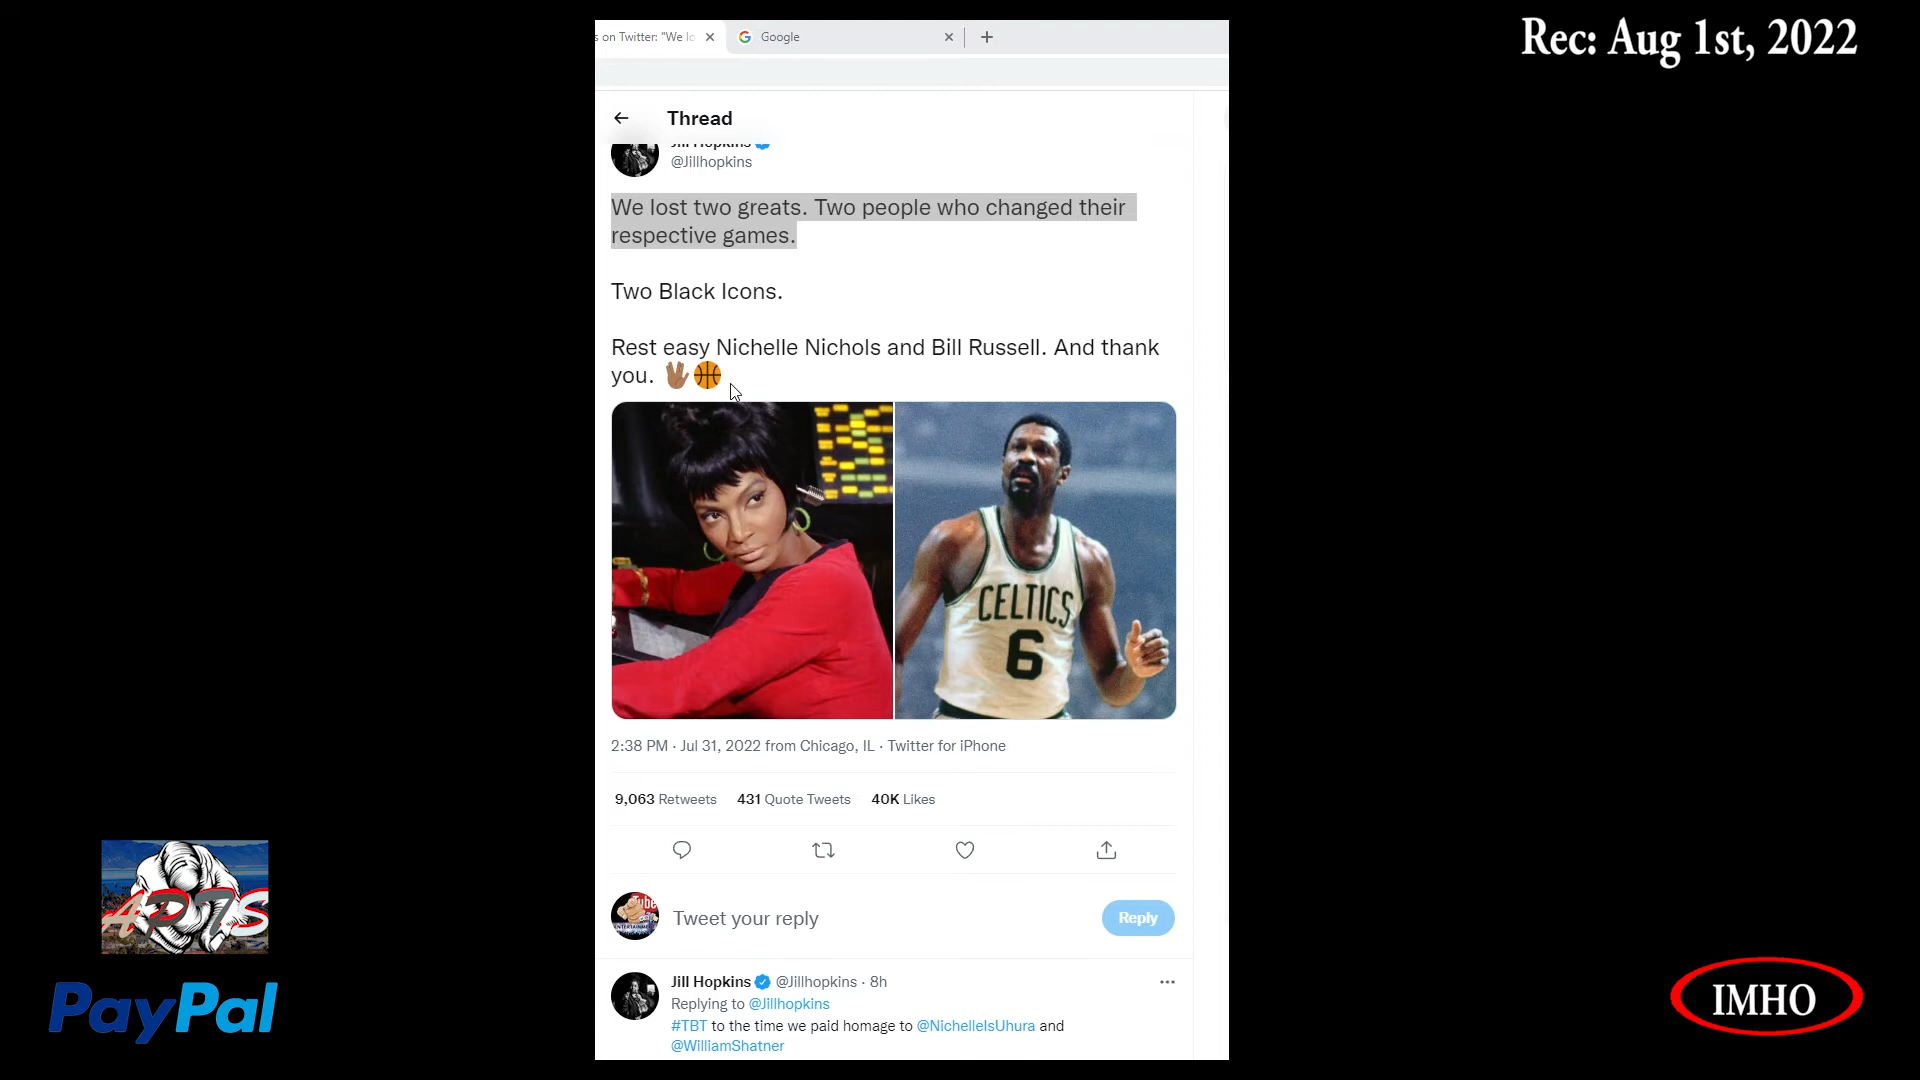 Rec: Aug 1st, 2022
s on Twitter: "We lo
Google
Thread
Jill Hopkins
@Jillhopkins
We lost two greats. Two people who changed their
respective games.
Two Black Icons.
Rest easy Nichelle Nichols and Bill Russell. And thank
you. 🖖🏾🏀
CELTICS
6
2:38 PM · Jul 31, 2022 from Chicago, IL · Twitter for iPhone
9,063 Retweets 431 Quote Tweets 40K Likes
Tweet your reply
Reply
Jill Hopkins @Jillhopkins · 8h
Replying to @Jillhopkins
#TBT to the time we paid homage to @NichelleIsUhura and
@WilliamShatner
APTS
PayPal
IMHO